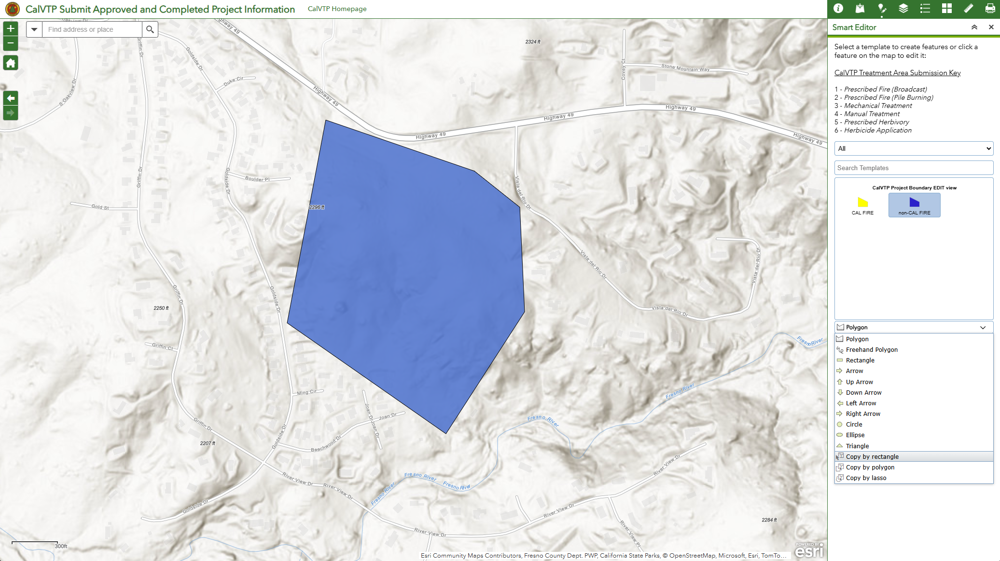 CalVTP Submit Approved and Completed Project Information
CalVTP Homepage
Find address or place
Smart Editor
Select a template to create features or click a
feature on the map to edit it:
CalVTP Treatment Area Submission Key
1 - Prescribed Fire (Broadcast)
2 - Prescribed Fire (Pile Burning)
3 - Mechanical Treatment
4 - Manual Treatment
5 - Prescribed Herbivory
6 - Herbicide Application
All
Search Templates
CalVTP Project Boundary EDIT view
CAL FIRE
non-CAL FIRE
Polygon
Polygon
Freehand Polygon
Rectangle
Arrow
Up Arrow
Down Arrow
Left Arrow
Right Arrow
Circle
Ellipse
Triangle
Copy by rectangle
Copy by polygon
Copy by lasso
Highway 49
2324 ft
Griffin Dr
Goldside Dr
Duke Cir
S Oakview Dr
Covey Ct
Stone Mountain Way
Highway 49
Highway 49
Highway 49
Highway 49
Highway 49
Griffin Dr
Goldside Dr
Boulder Pl
Vista del Rio Dr
Gold St
2296 ft
Vista del Rio Dr
Vista del Rio Dr
Griffin Dr
Goldside Dr
2250 ft
Vista del Rio Dr
Griffin Ct
Fresno River
Ming Cir
Fresno River
Joan Dr
Joan Dr
Joan Dr
Fresno River
Griffin Dr
Goldside Dr
2207 ft
Beechwood Dr
River View Dr
River View Dr
River View Dr
Fresno River
Fresno River
Fresno River
Goldside Dr
River View Dr
2284 ft
River View Dr
River View Pl
300ft
Esri Community Maps Contributors, Fresno County Dept. PWP, California State Parks, © OpenStreetMap, Microsoft, Esri, TomTo...
POWERED BY
esri